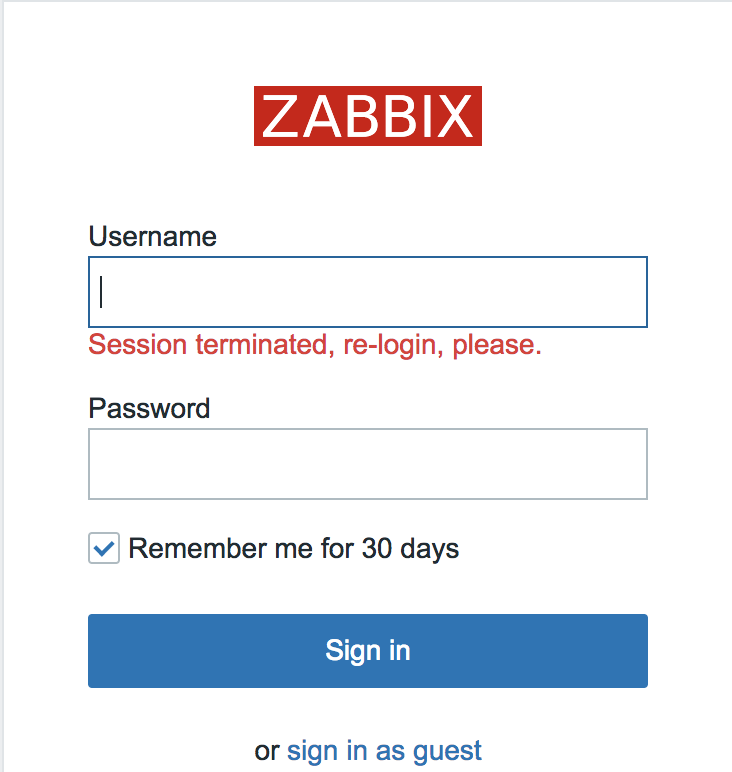 ZABBIX
Username
Session terminated, re-login, please.
Password
Remember me for 30 days
Sign in
or sign in as guest